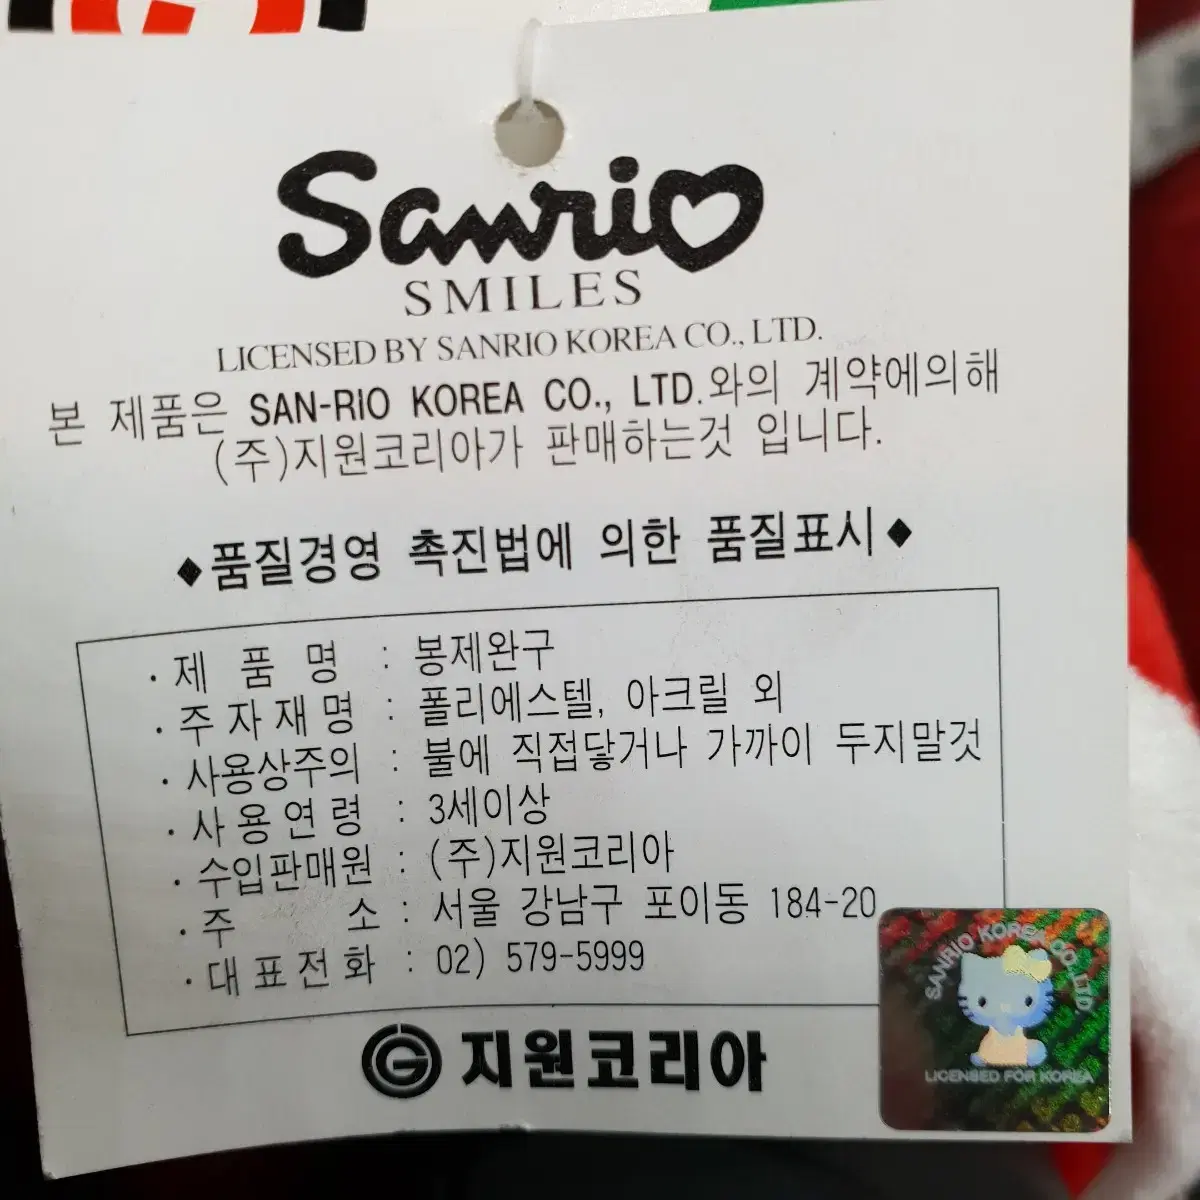 Sanrio
SMILES
LICENSED BY SANRIO KOREA CO., LTD.
본 제품은 SAN-RIO KOREA CO., LTD.와의 계약에의해
(주)지원코리아가 판매하는것 입니다.
◆품질경영 촉진법에 의한 품질표시◆
· 제 품 명 : 봉제완구
· 주 자 재 명 : 폴리에스텔, 아크릴 외
· 사용상주의 : 불에 직접닿거나 가까이 두지말것
· 사 용 연 령 : 3세이상
· 수입판매원 : (주)지원코리아
· 주 소 : 서울 강남구 포이동 184-20
· 대 표 전 화 : 02) 579-5999
지원코리아
SANRIO KOREA CO., LTD
LICENSED FOR KOREA